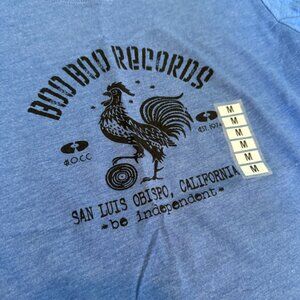 BOO BOO RECORDS
S.L.O.C.C.
EST. 1974
M
M
M
M
M
SAN LUIS OBISPO, CALIFORNIA
-be independent-